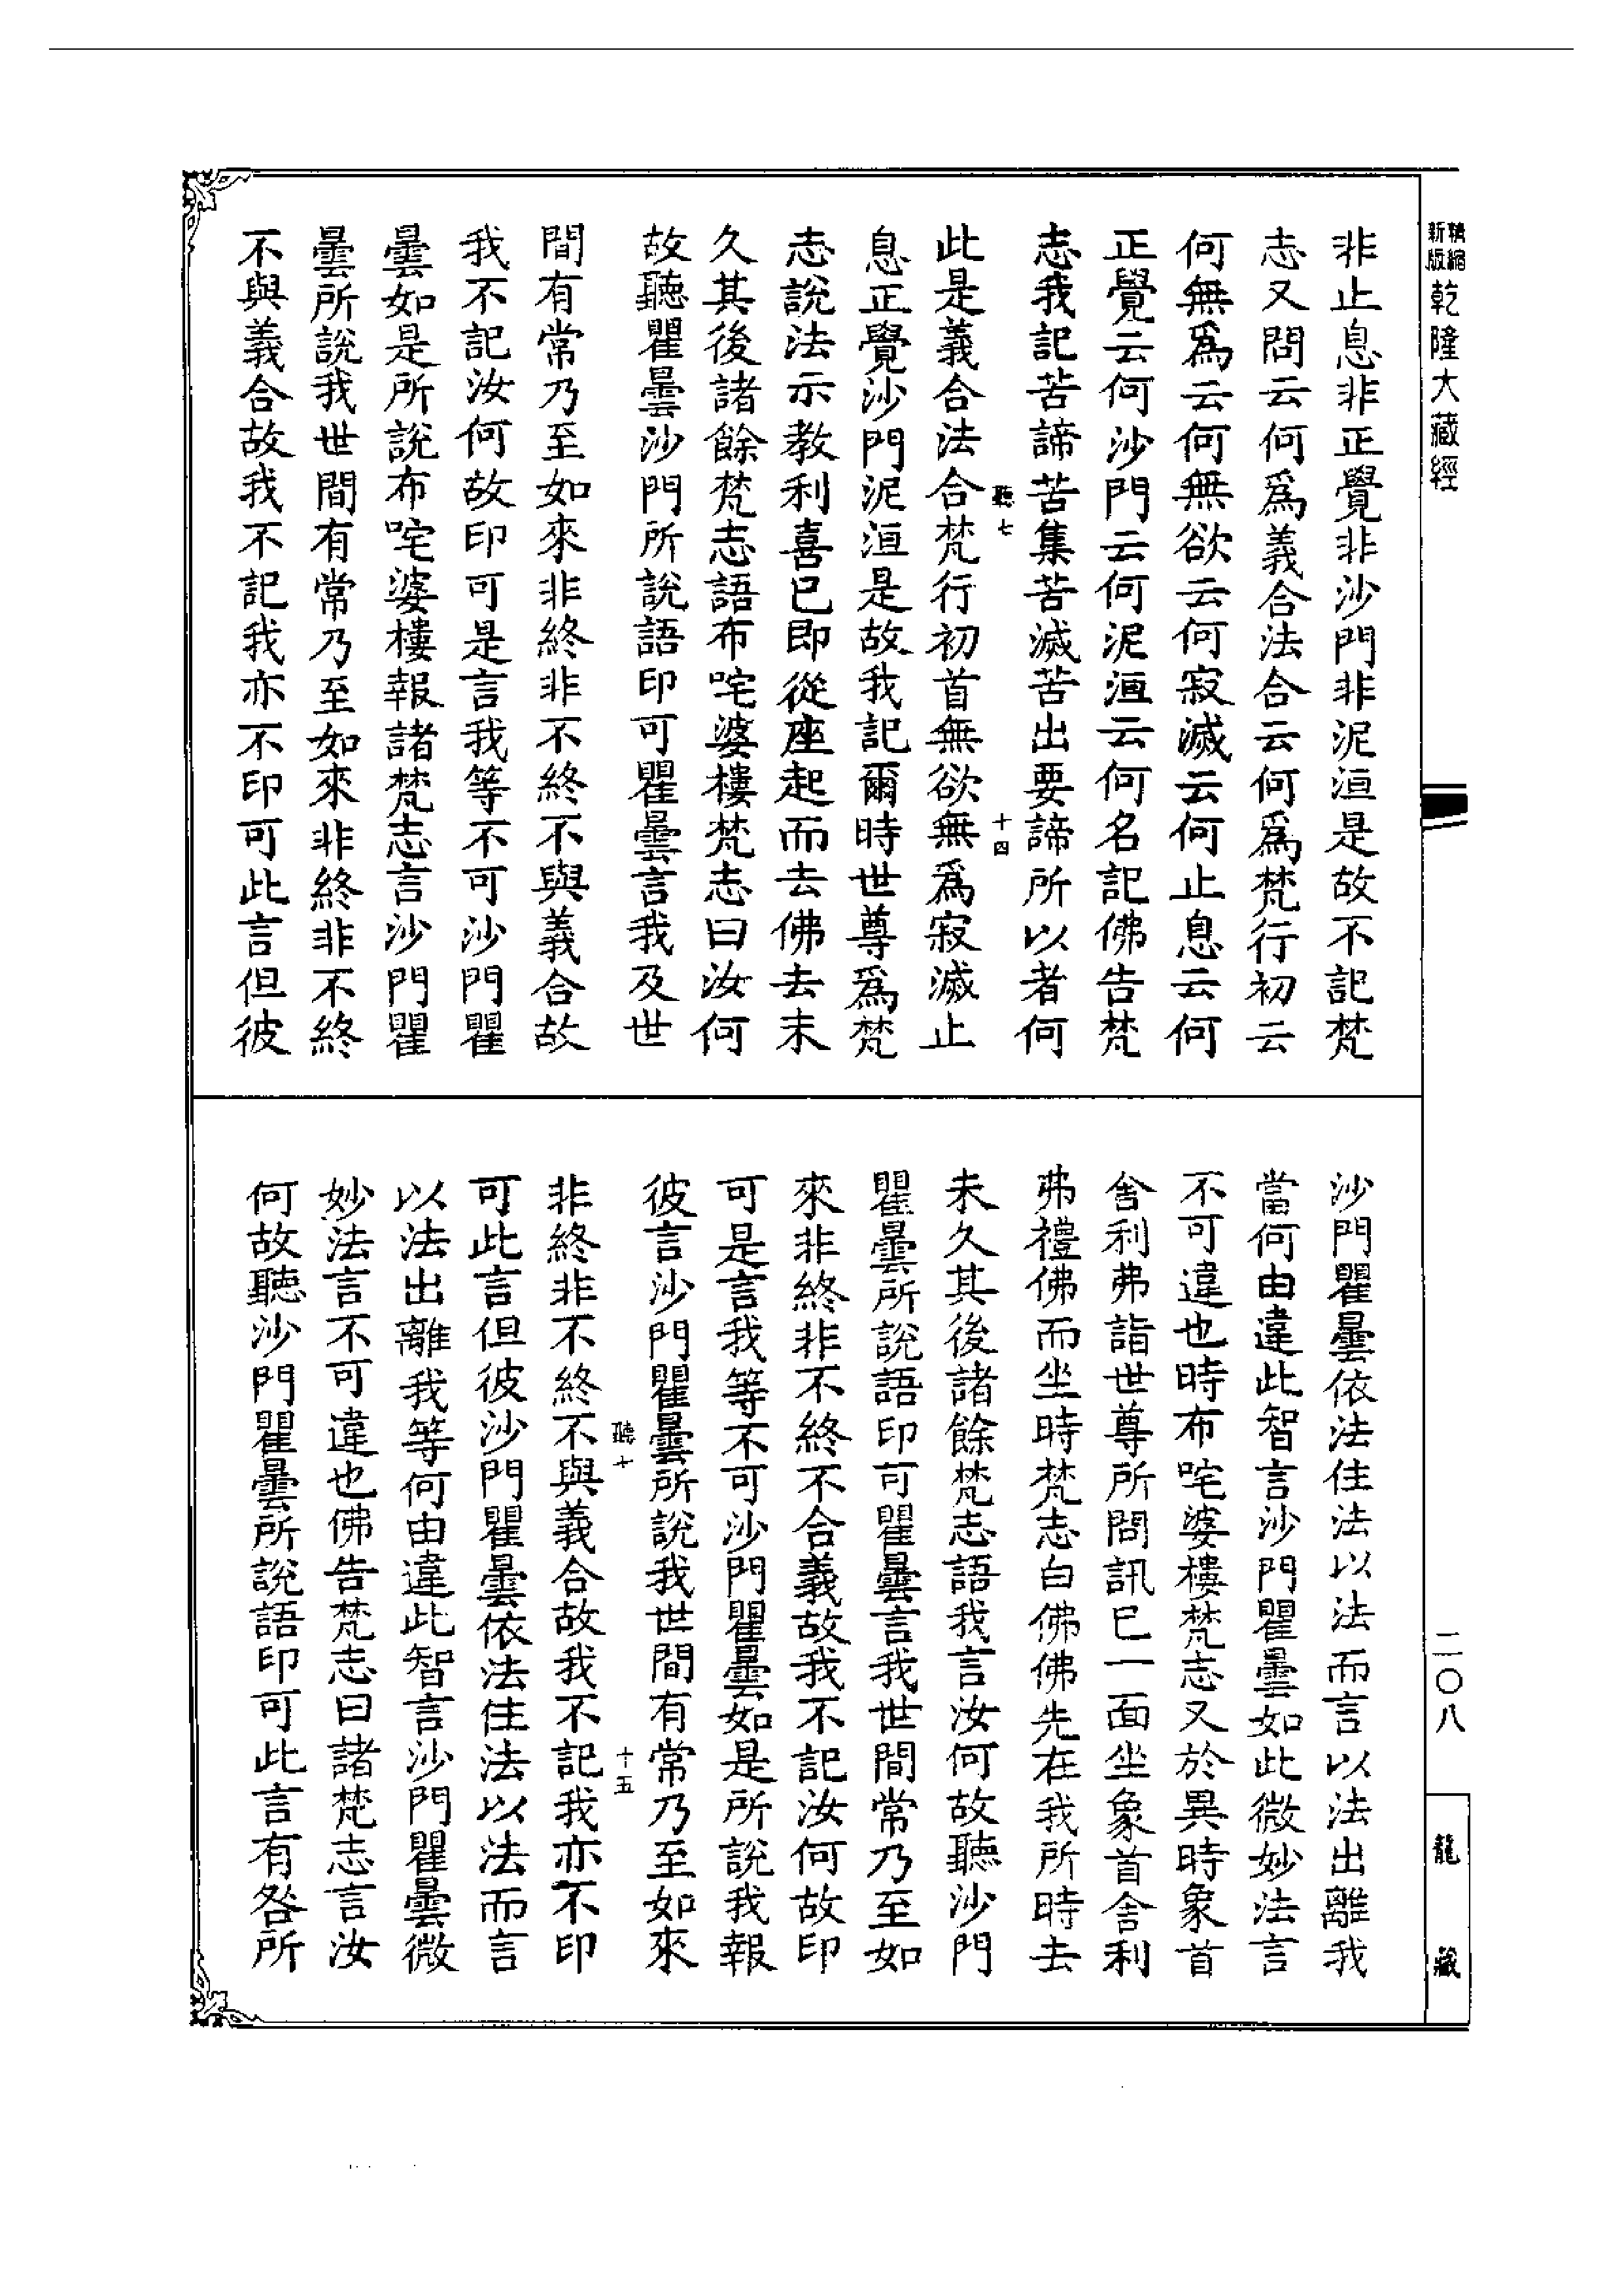 精縮新版乾隆大藏經
非止息非正覺非沙門非泥洹是故不記梵
志又問云何爲義合法合云何爲梵行初云
何無爲云何無欲云何寂滅云何止息云何
正覺云何沙門云何泥洹云何名記佛告梵
志我記苦諦苦集苦滅苦出要諦所以者何
聽七
十四
此是義合法合梵行初首無欲無爲寂滅止
息正覺沙門泥洹是故我記爾時世尊爲梵
志說法示教利喜已即從座起而去佛去未
久其後諸餘梵志語布吒婆樓梵志曰汝何
故聽瞿曇沙門所說語印可瞿曇言我及世
間有常乃至如來非終非不終不與義合故
我不記汝何故印可是言我等不可沙門瞿
曇如是所說布吒婆樓報諸梵志言沙門瞿
曇所說我世間有常乃至如來非終非不終
不與義合故我不記我亦不印可此言但彼
沙門瞿曇依法住法以法而言以法出離我
當何由違此智言沙門瞿曇如此微妙法言
不可違也時布吒婆樓梵志又於異時象首
舍利弗詣世尊所問訊已一面坐象首舍利
弗禮佛而坐時梵志白佛佛先在我所時去
未久其後諸餘梵志語我言汝何故聽沙門
瞿曇所說語印可瞿曇言我世間常乃至如
來非終非不終不合義故我不記汝何故印
可是言我等不可沙門瞿曇如是所說我報
彼言沙門瞿曇所說我世間有常乃至如來
聽十
十五
非終非不終不與義合故我不記我亦不印
可此言但彼沙門瞿曇依法住法以法而言
以法出離我等何由違此智言沙門瞿曇微
妙法言不可違也佛告梵志曰諸梵志言汝
何故聽沙門瞿曇所說語印可此言有咎所
二〇八
龍藏